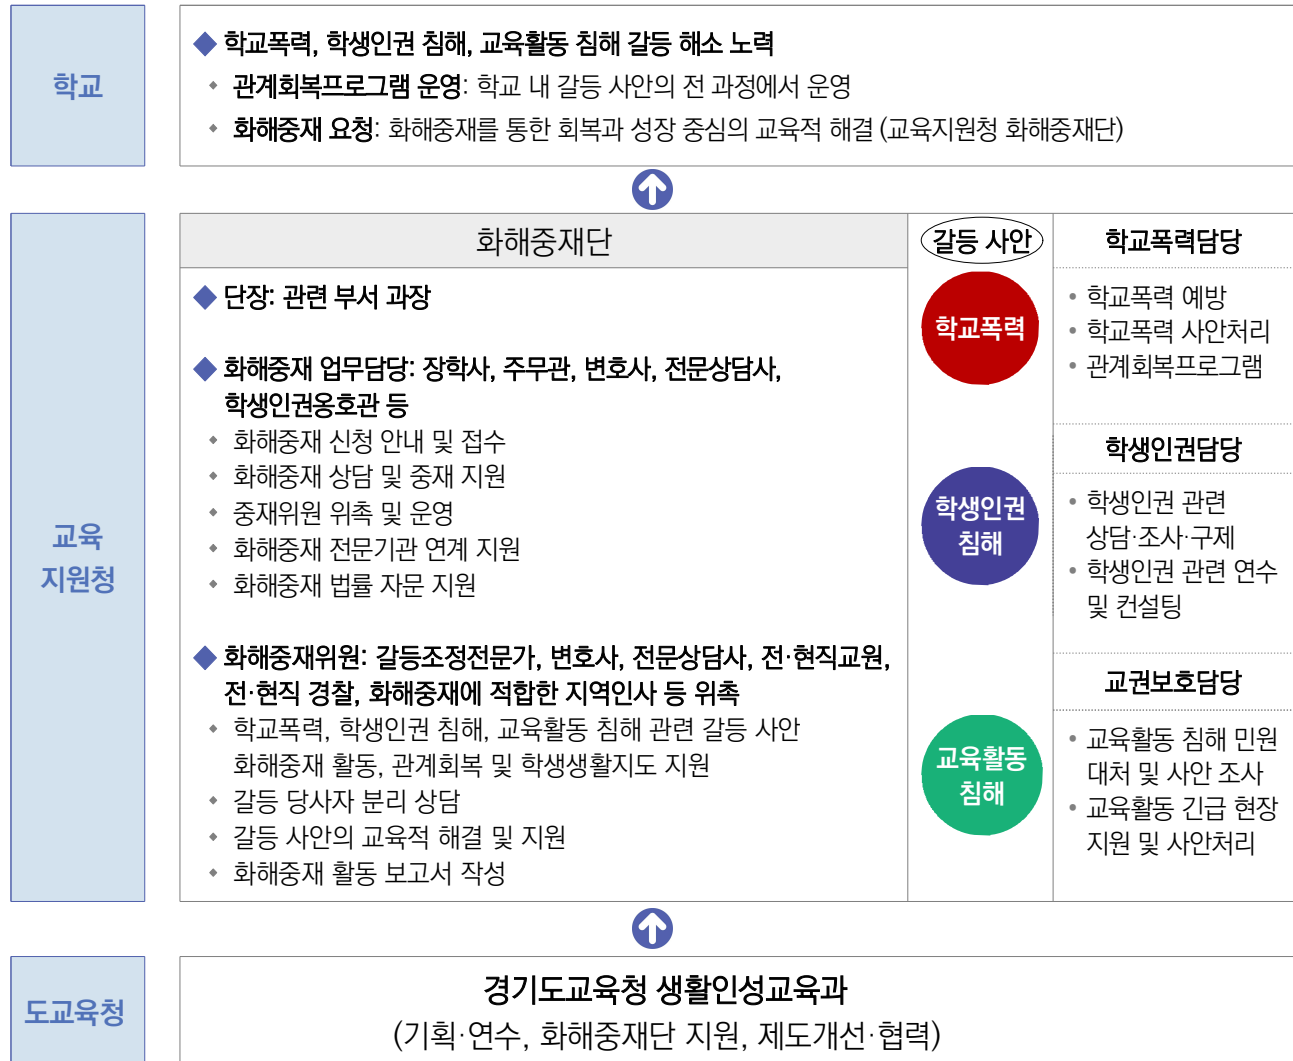 학교
◆ 학교폭력, 학생인권 침해, 교육활동 침해 갈등 해소 노력
관계회복프로그램 운영: 학교 내 갈등 사안의 전 과정에서 운영
화해중재 요청: 화해중재를 통한 회복과 성장 중심의 교육적 해결 (교육지원청 화해중재단)
교육
지원청
화해중재단
◆ 단장: 관련 부서 과장
◆ 화해중재 업무담당: 장학사, 주무관, 변호사, 전문상담사,
학생인권옹호관 등
화해중재 신청 안내 및 접수
화해중재 상담 및 중재 지원
중재위원 위촉 및 운영
화해중재 전문기관 연계 지원
화해중재 법률 자문 지원
◆ 화해중재위원: 갈등조정전문가, 변호사, 전문상담사, 전·현직교원,
전·현직 경찰, 화해중재에 적합한 지역인사 등 위촉
학교폭력, 학생인권 침해, 교육활동 침해 관련 갈등 사안
화해중재 활동, 관계회복 및 학생생활지도 지원
갈등 당사자 분리 상담
갈등 사안의 교육적 해결 및 지원
화해중재 활동 보고서 작성
갈등 사안
학교폭력
학생인권
침해
교육활동
침해
학교폭력담당
• 학교폭력 예방
• 학교폭력 사안처리
• 관계회복프로그램
학생인권담당
• 학생인권 관련
상담·조사·구제
• 학생인권 관련 연수
및 컨설팅
교권보호담당
• 교육활동 침해 민원
대처 및 사안 조사
• 교육활동 긴급 현장
지원 및 사안처리
도교육청
경기도교육청 생활인성교육과
(기획·연수, 화해중재단 지원, 제도개선·협력)